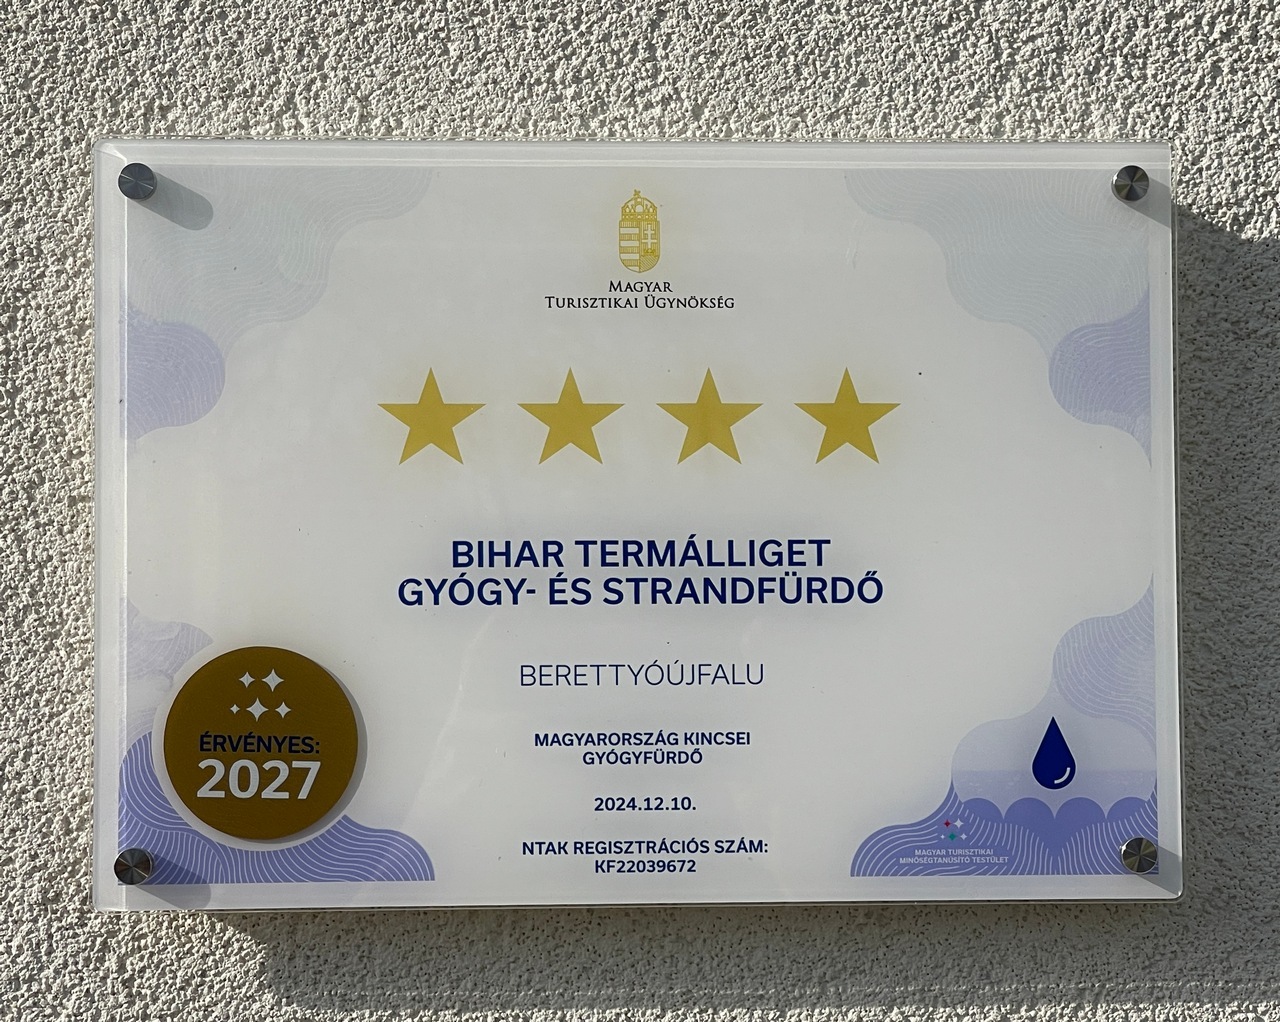 MAGYAR
TURISZTIKAI ÜGYNÖKSÉG
BIHAR TERMÁLLIGET
GYÓGY- ÉS STRANDFÜRDŐ
BERETTYÓÚJFALU
MAGYARORSZÁG KINCSEI
GYÓGYFÜRDŐ
2024.12.10.
NTAK REGISZTRÁCIÓS SZÁM:
KF22039672
ÉRVÉNYES:
2027
MAGYAR TURISZTIKAI
MINŐSÉGTANÚSÍTÓ TESTÜLET